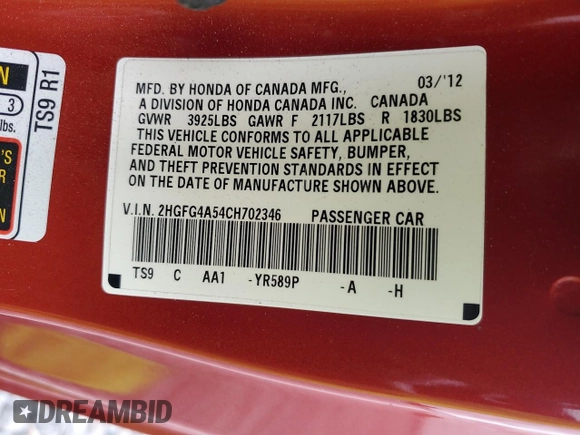 MFD. BY HONDA OF CANADA MFG., 03/'12
A DIVISION OF HONDA CANADA INC. CANADA
GVWR 3925LBS GAWR F 2117LBS R 1830LBS
THIS VEHICLE CONFORMS TO ALL APPLICABLE
FEDERAL MOTOR VEHICLE SAFETY, BUMPER,
AND THEFT PREVENTION STANDARDS IN EFFECT
ON THE DATE OF MANUFACTURE SHOWN ABOVE.
V.I.N. 2HGFG4A54CH702346 PASSENGER CAR
TS9 C AA1 -YR589P -A -H
N
3
lbs.
'S
R
N
TS9 R1
DREAMBID